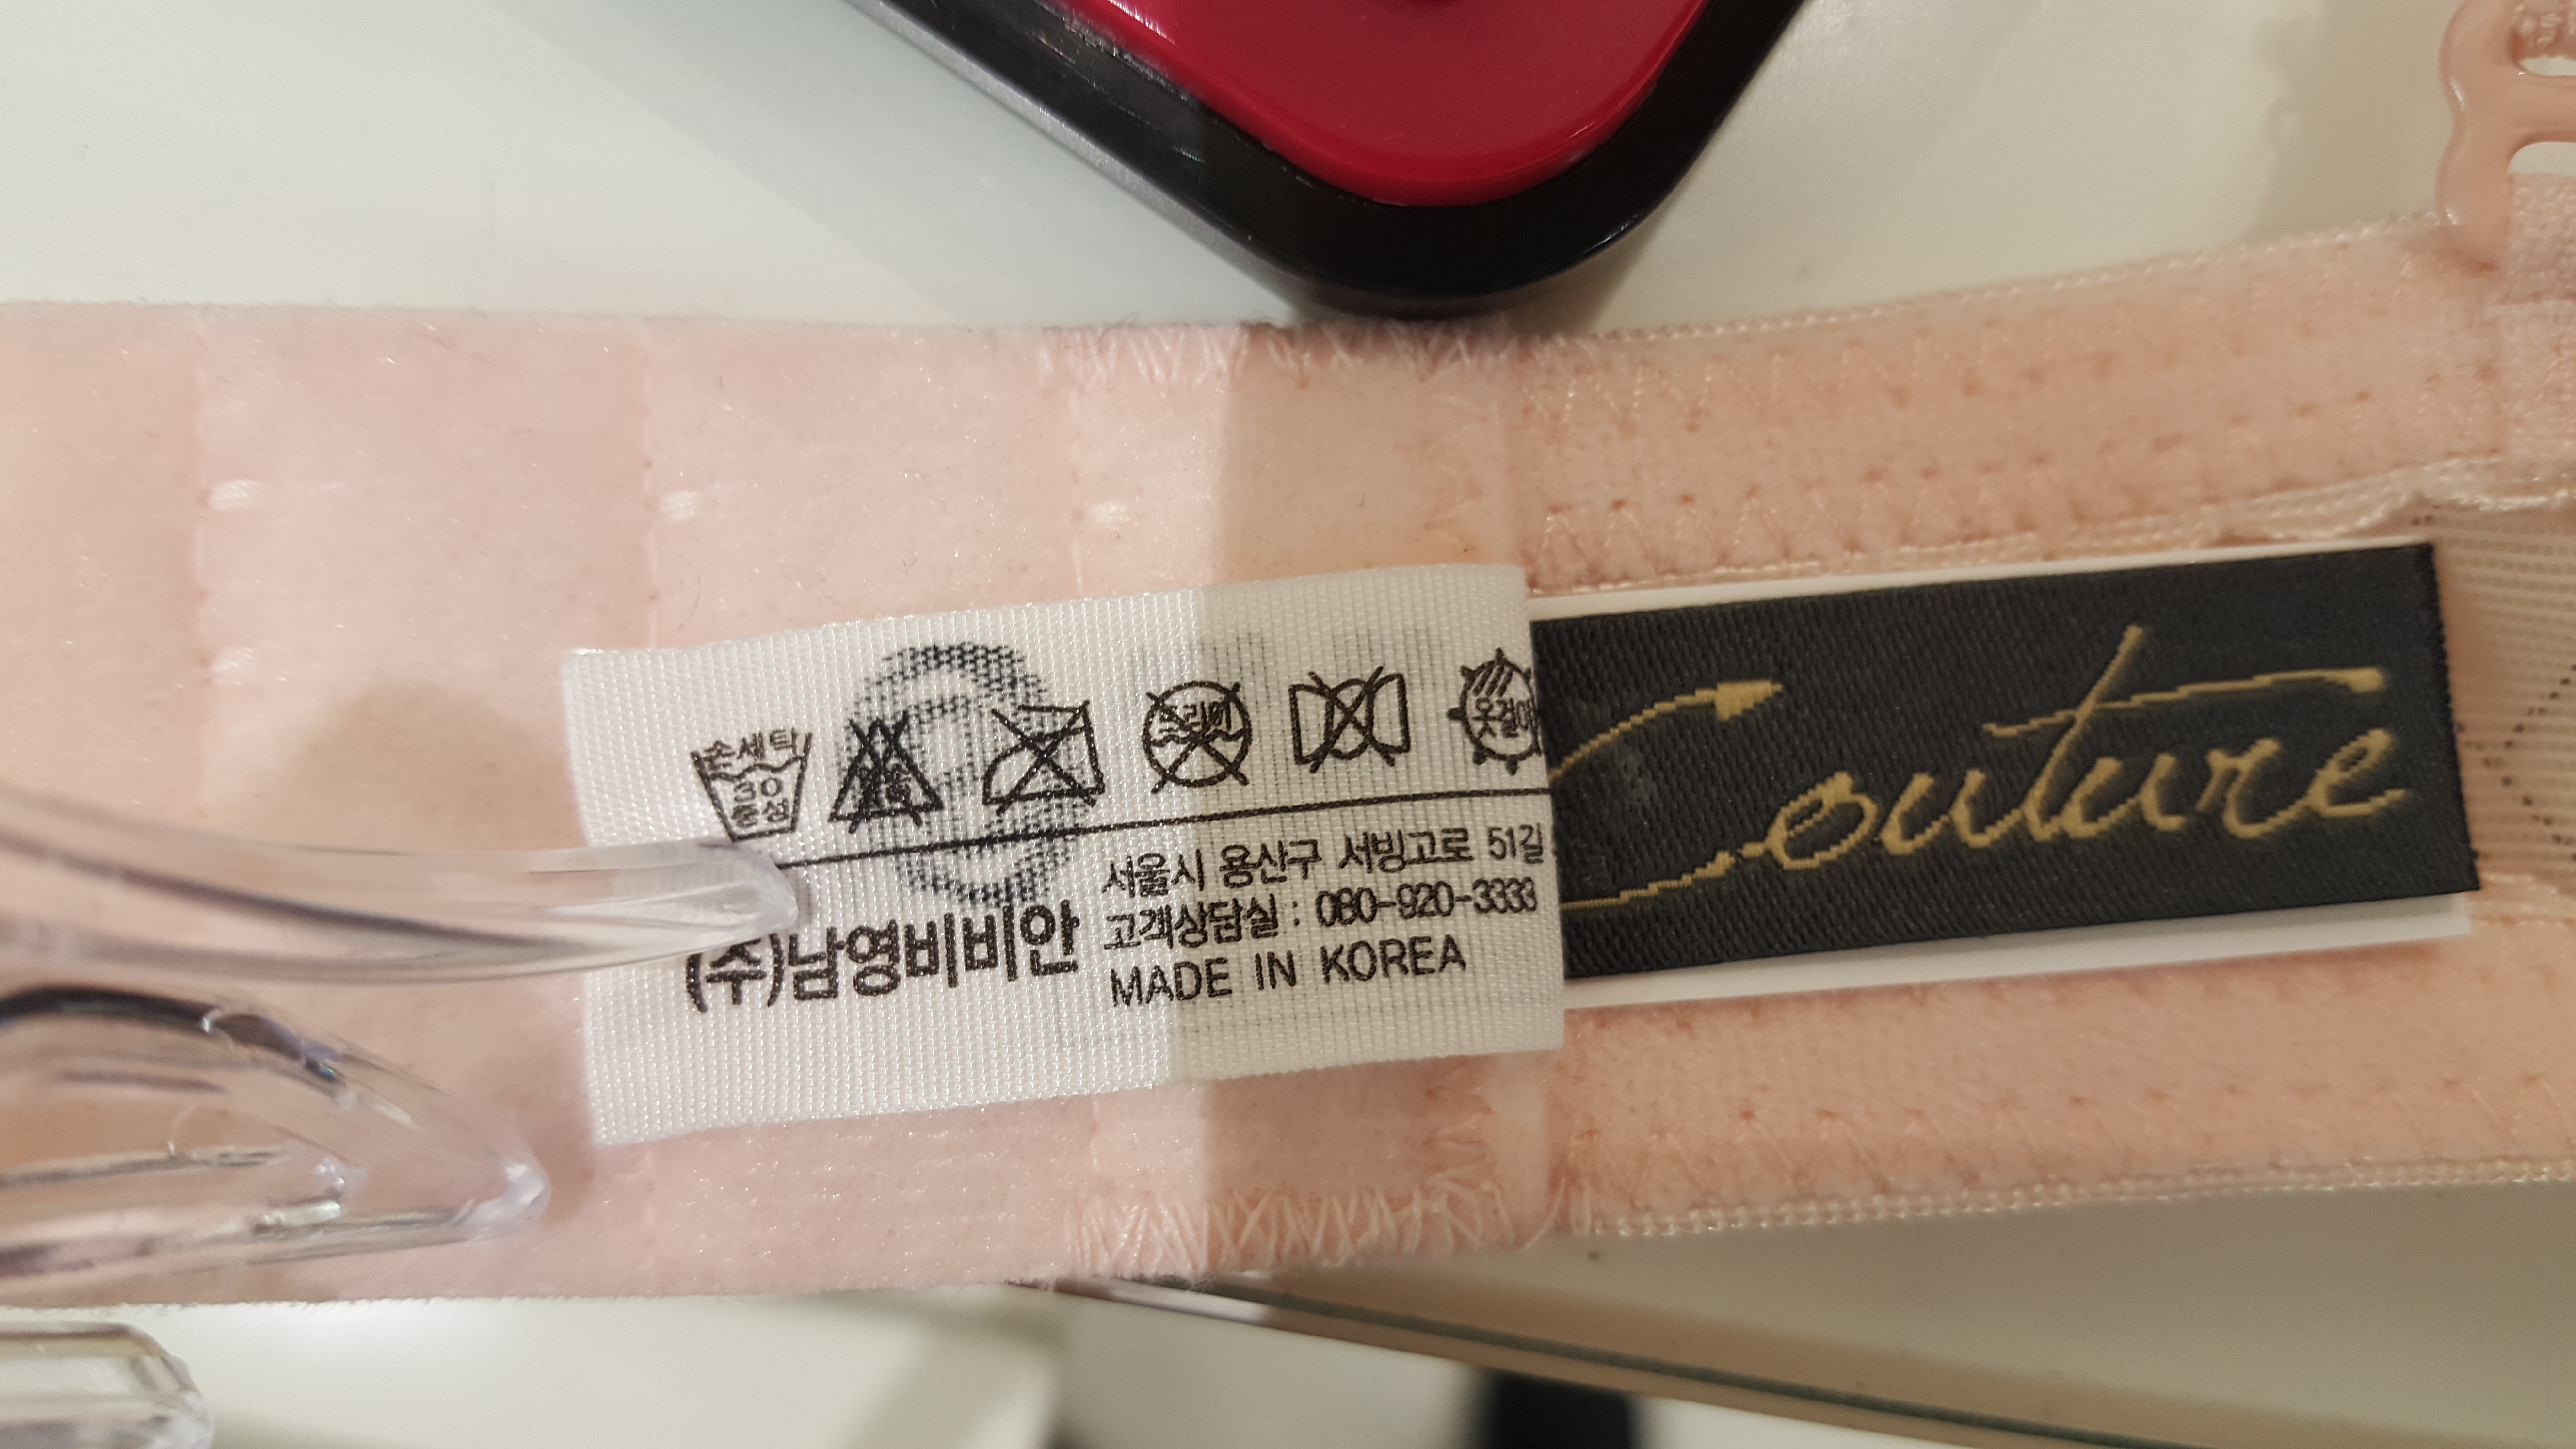 손세탁
30
중성
드라이
옷걸이
서울시 용산구 서빙고로 51길
고객상담실 : 080-920-3333
(주)남영비비안
MADE IN KOREA
Couture